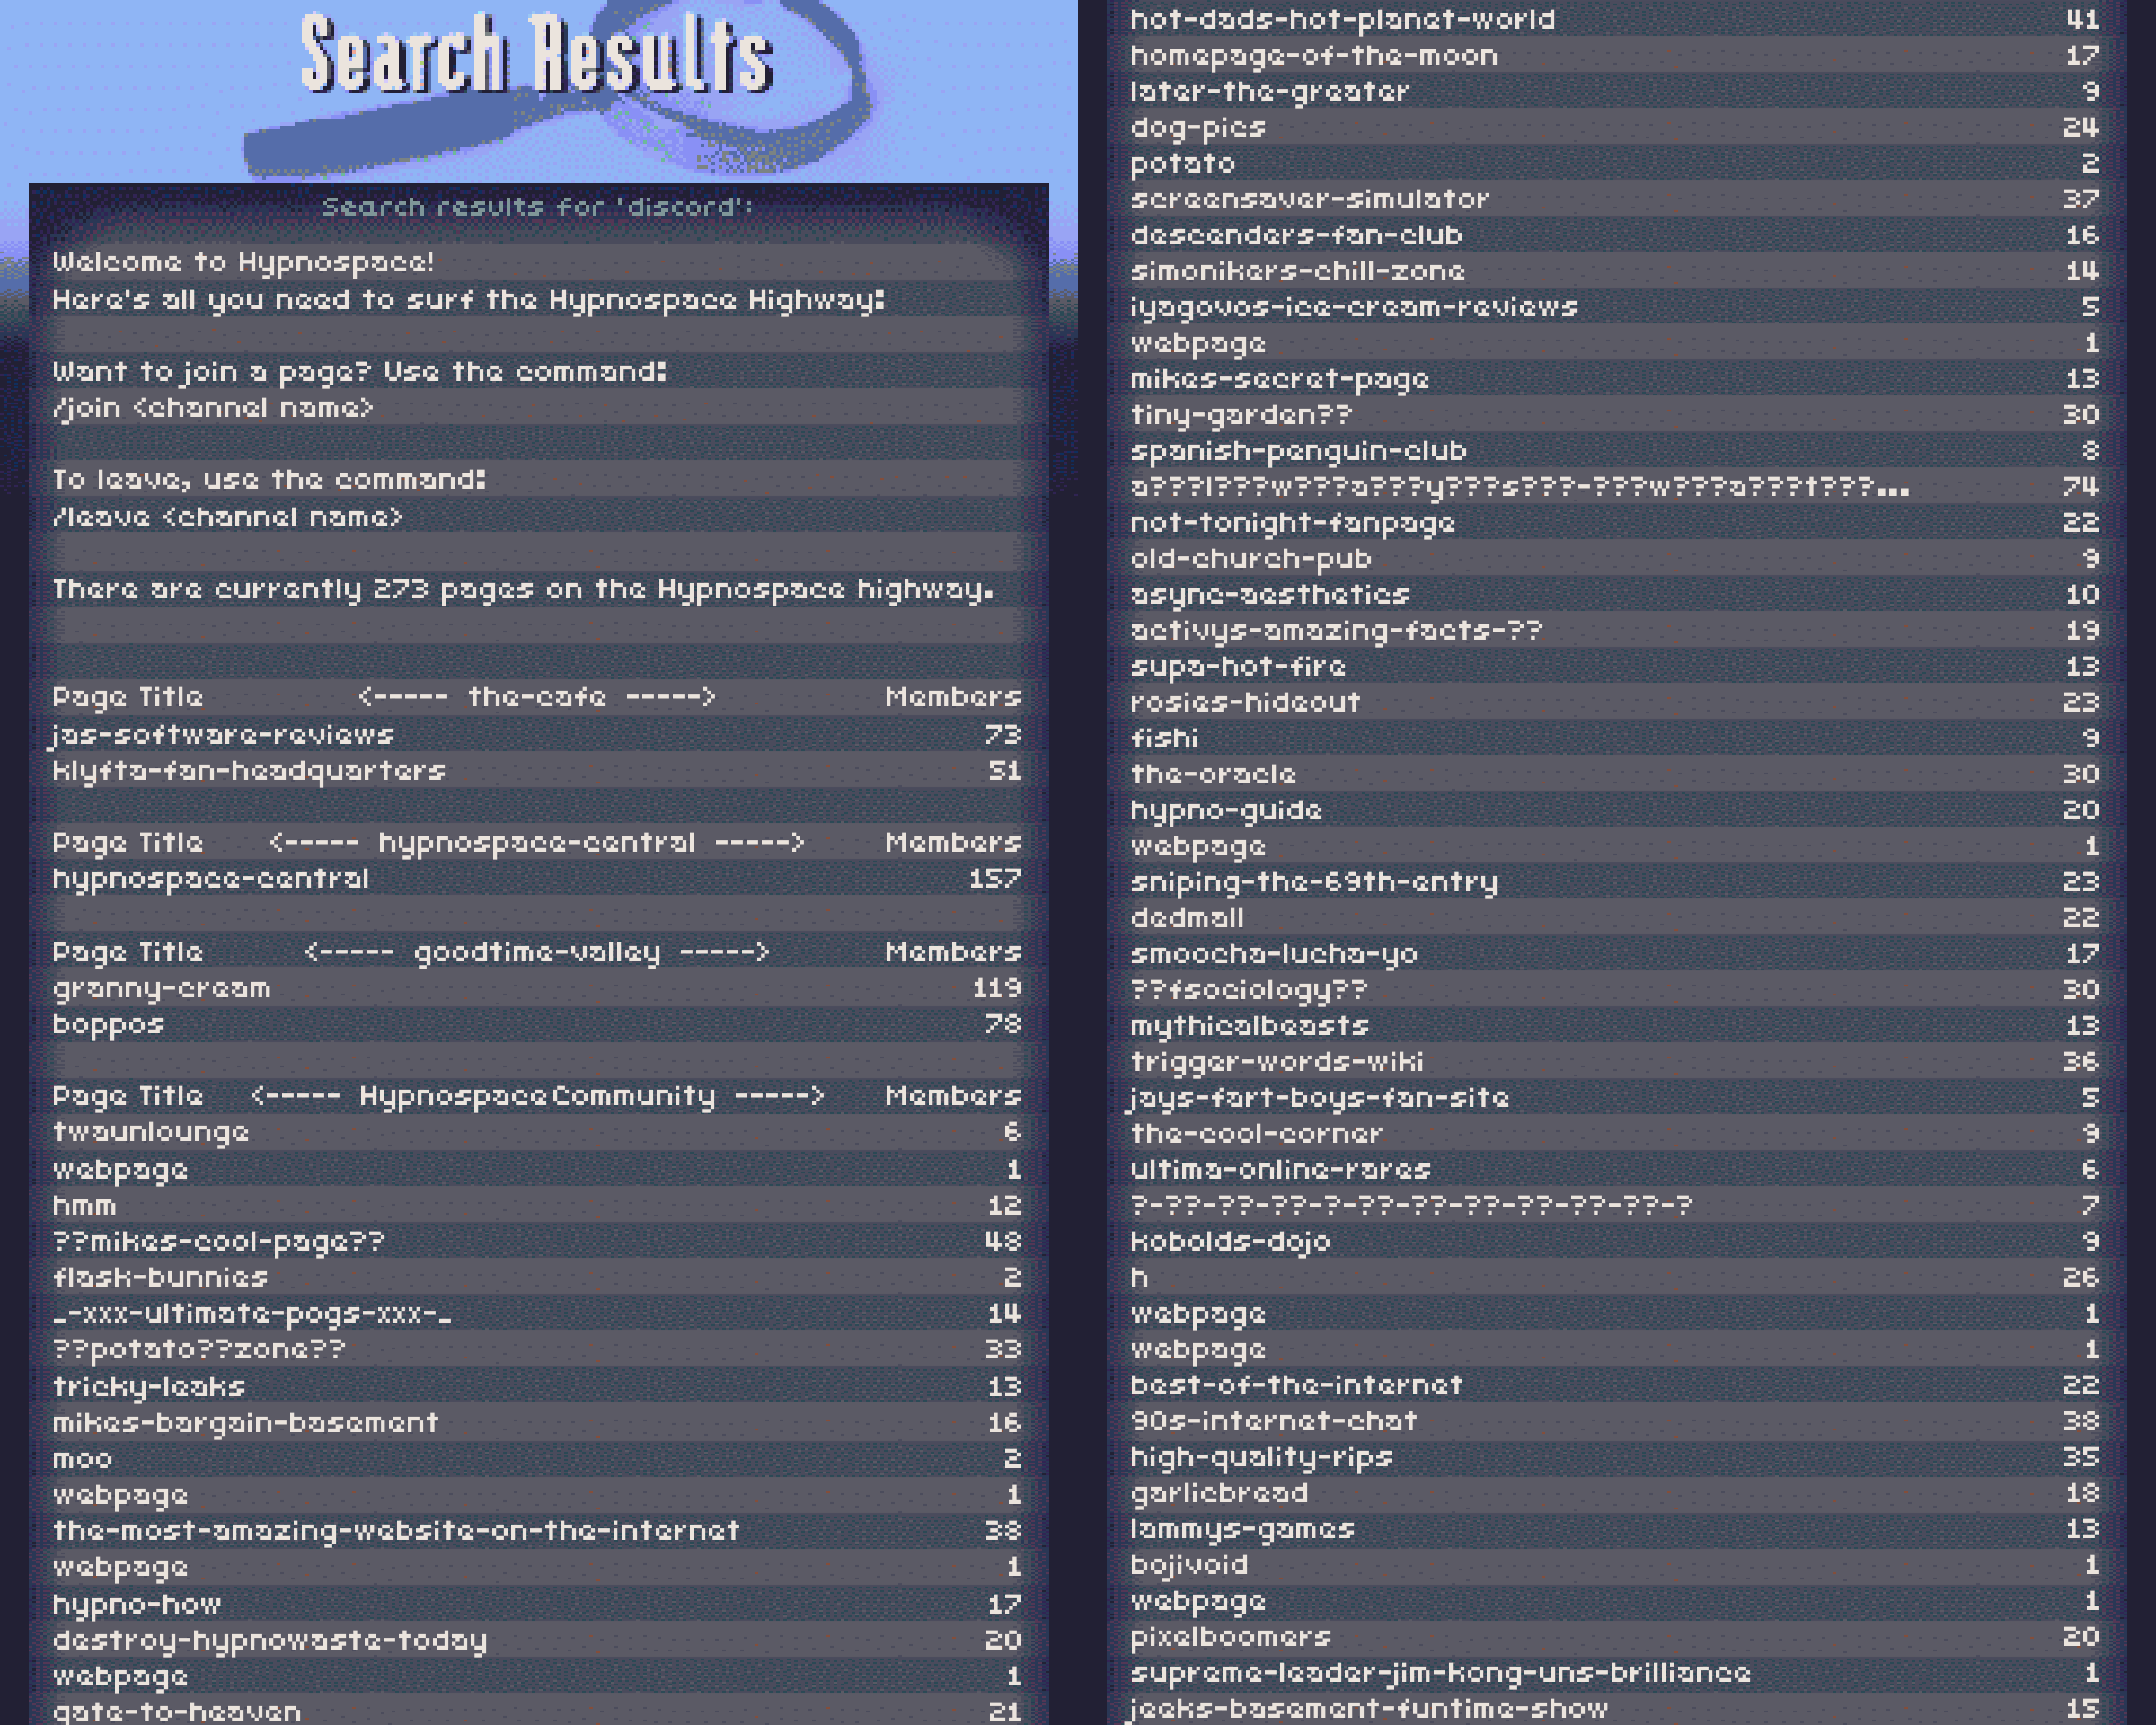 Search Results
Search results for 'discord':
Welcome to Hypnospace!
Here's all you need to surf the Hypnospace Highway:
Want to join a page? Use the command:
/join <channel name>
To leave, use the command:
/leave <channel name>
There are currently 273 pages on the Hypnospace highway.
Page Title <----- the-cafe -----> Members
jas-software-reviews 73
klyfta-fan-headquarters 51
Page Title <----- hypnospace-central -----> Members
hypnospace-central 157
Page Title <----- goodtime-valley -----> Members
granny-cream 119
boppos 78
Page Title <----- Hypnospace Community -----> Members
twaunlounge 6
webpage 1
hmm 12
??mikes-cool-page?? 48
flask-bunnies 2
_-xxx-ultimate-pogs-xxx-_ 14
??potato??zone?? 33
tricky-leaks 13
mikes-bargain-basement 16
moo 2
webpage 1
the-most-amazing-website-on-the-internet 38
webpage 1
hypno-how 17
destroy-hypnowaste-today 20
webpage 1
gate-to-heaven 21
hot-dads-hot-planet-world 41
homepage-of-the-moon 17
later-the-greater 9
dog-pics 24
potato 2
screensaver-simulator 37
descenders-fan-club 16
simonikers-chill-zone 14
iyagovos-ice-cream-reviews 5
webpage 1
mikes-secret-page 13
tiny-garden?? 30
spanish-penguin-club 8
a???l???w???a???y???s???-???w???a???t???... 74
not-tonight-fanpage 22
old-church-pub 9
async-aesthetics 10
activys-amazing-facts-?? 19
supa-hot-fire 13
rosies-hideout 23
fishi 9
the-oracle 30
hypno-guide 20
webpage 1
sniping-the-69th-entry 23
dedmall 22
smoocha-lucha-yo 17
??fsociology?? 30
mythicalbeasts 13
trigger-words-wiki 36
jays-fart-boys-fan-site 5
the-cool-corner 9
ultima-online-rares 6
?-??-??-??-?-??-??-??-??-??-??-? 7
kobolds-dojo 9
h 26
webpage 1
webpage 1
best-of-the-internet 22
90s-internet-chat 38
high-quality-rips 35
garlicbread 18
lammys-games 13
bojivoid 1
webpage 1
pixelboomers 20
supreme-leader-jim-kong-uns-brilliance 1
jeeks-basement-funtime-show 15